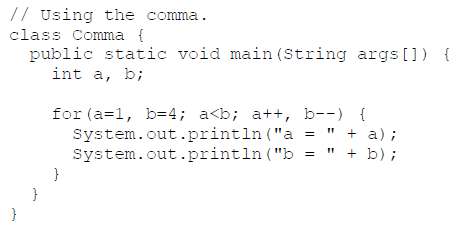 // Using the comma.
class Comma {
public static void main(String args[]) {
int a, b;
for(a=1, b=4; a<b; a++, b--) {
System.out.println("a = " + a);
System.out.println("b = " + b);
}
}
}